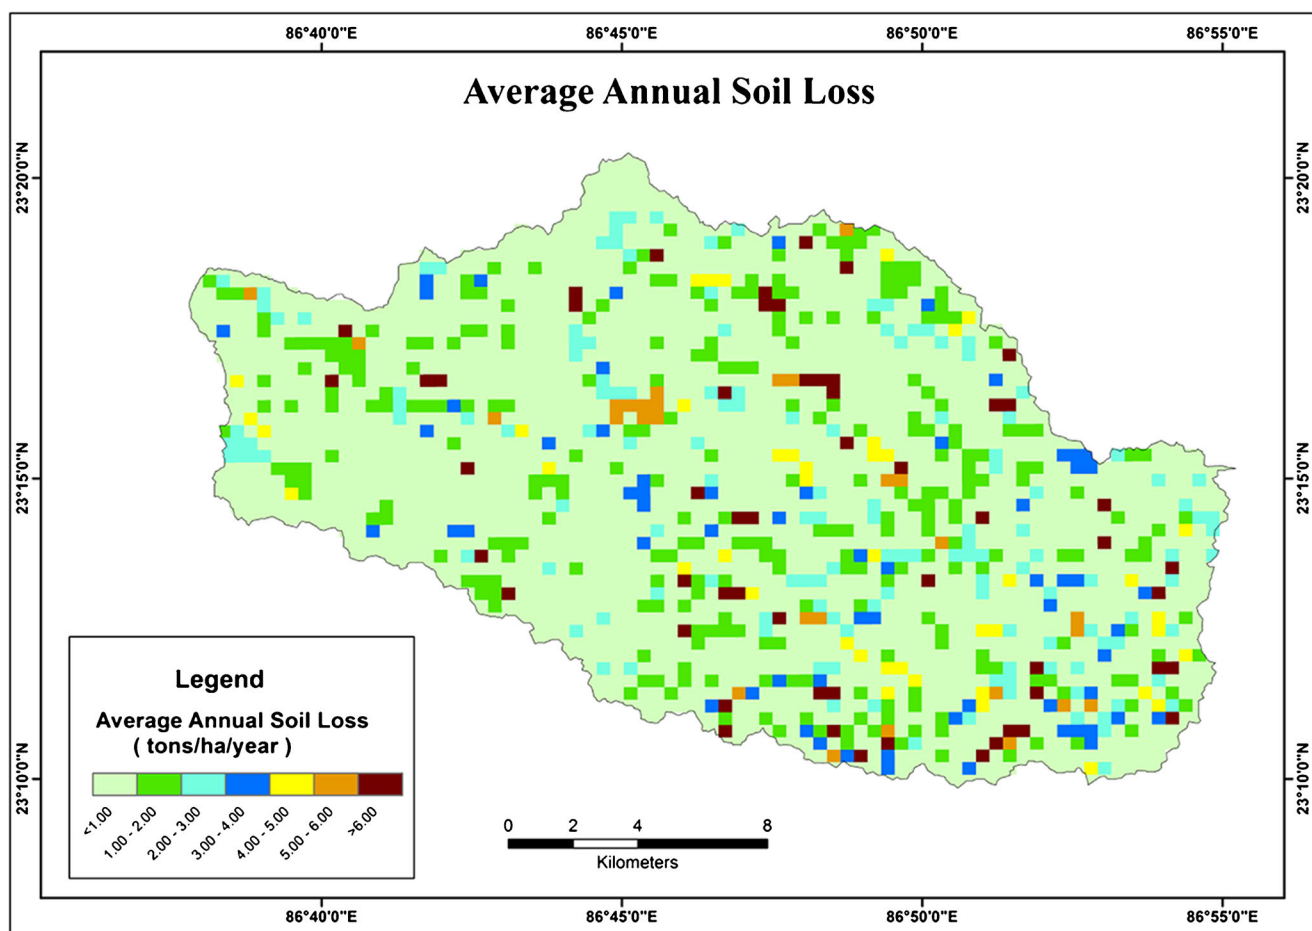 86°40'0"E 86°45'0"E 86°50'0"E 86°55'0"E
Average Annual Soil Loss
23°20'0"N 23°20'0"N
23°15'0"N 23°15'0"N
23°10'0"N 23°10'0"N
Legend
Average Annual Soil Loss
( tons/ha/year )
<1.00 1.00 - 2.00 2.00 - 3.00 3.00 - 4.00 4.00 - 5.00 5.00 - 6.00 >6.00
0 2 4 8
Kilometers
86°40'0"E 86°45'0"E 86°50'0"E 86°55'0"E